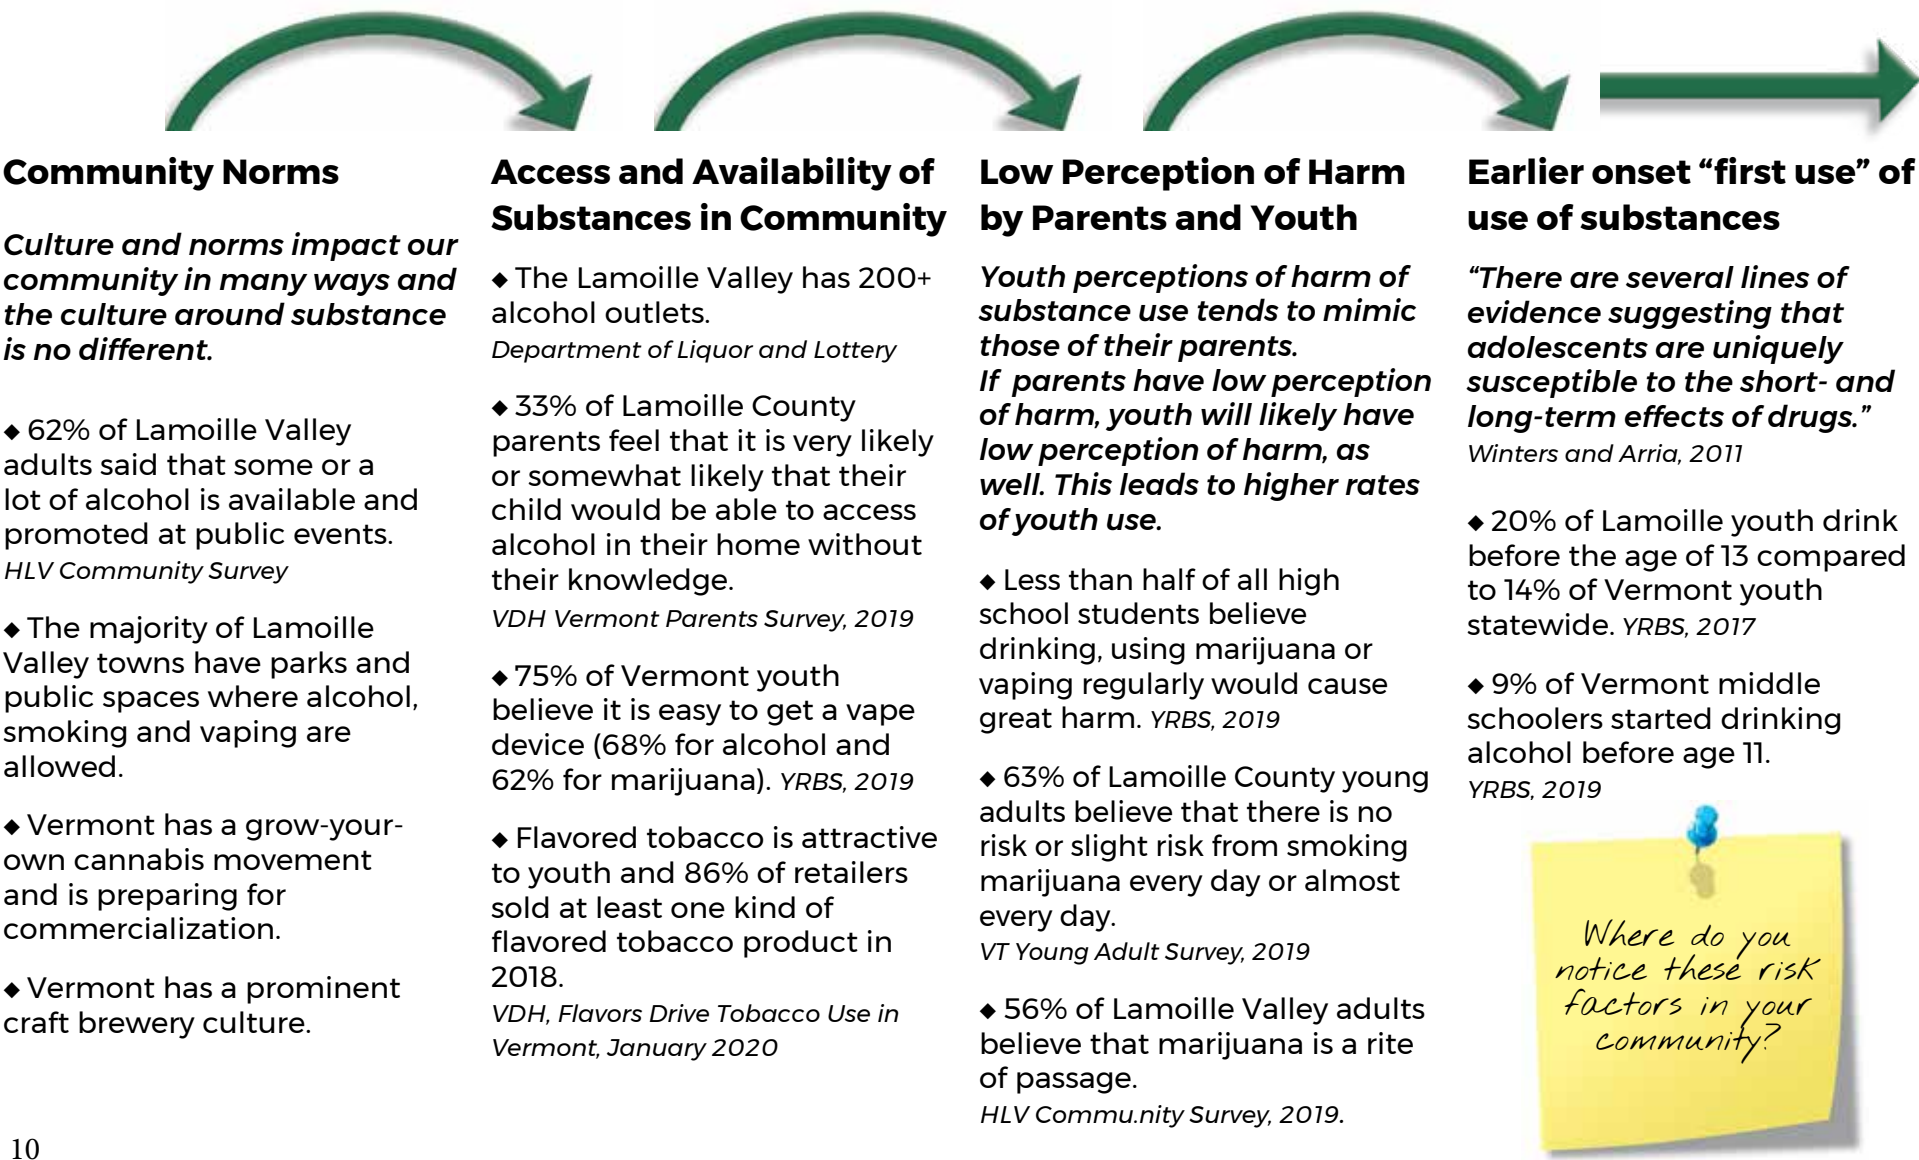 Community Norms
Culture and norms impact our
community in many ways and
the culture around substance
is no different.
◆ 62% of Lamoille Valley
adults said that some or a
lot of alcohol is available and
promoted at public events.
HLV Community Survey
◆ The majority of Lamoille
Valley towns have parks and
public spaces where alcohol,
smoking and vaping are
allowed.
◆ Vermont has a grow-your-
own cannabis movement
and is preparing for
commercialization.
◆ Vermont has a prominent
craft brewery culture.
Access and Availability of
Substances in Community
◆ The Lamoille Valley has 200+
alcohol outlets.
Department of Liquor and Lottery
◆ 33% of Lamoille County
parents feel that it is very likely
or somewhat likely that their
child would be able to access
alcohol in their home without
their knowledge.
VDH Vermont Parents Survey, 2019
◆ 75% of Vermont youth
believe it is easy to get a vape
device (68% for alcohol and
62% for marijuana). YRBS, 2019
◆ Flavored tobacco is attractive
to youth and 86% of retailers
sold at least one kind of
flavored tobacco product in
2018.
VDH, Flavors Drive Tobacco Use in
Vermont, January 2020
Low Perception of Harm
by Parents and Youth
Youth perceptions of harm of
substance use tends to mimic
those of their parents.
If parents have low perception
of harm, youth will likely have
low perception of harm, as
well. This leads to higher rates
of youth use.
◆ Less than half of all high
school students believe
drinking, using marijuana or
vaping regularly would cause
great harm. YRBS, 2019
◆ 63% of Lamoille County young
adults believe that there is no
risk or slight risk from smoking
marijuana every day or almost
every day.
VT Young Adult Survey, 2019
◆ 56% of Lamoille Valley adults
believe that marijuana is a rite
of passage.
HLV Commu.nity Survey, 2019.
Earlier onset “first use” of
use of substances
“There are several lines of
evidence suggesting that
adolescents are uniquely
susceptible to the short- and
long-term effects of drugs.”
Winters and Arria, 2011
◆ 20% of Lamoille youth drink
before the age of 13 compared
to 14% of Vermont youth
statewide. YRBS, 2017
◆ 9% of Vermont middle
schoolers started drinking
alcohol before age 11.
YRBS, 2019
Where do you
notice these risk
factors in your
community?
10